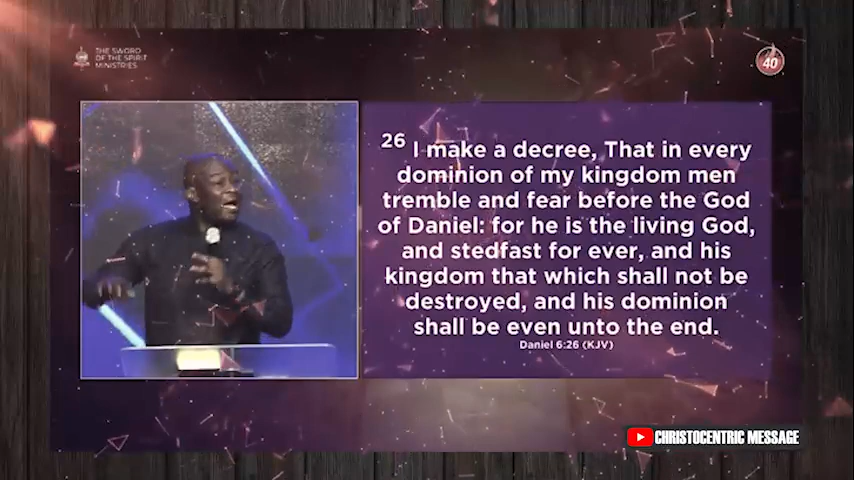 THE SWORD
OF THE SPIRIT
MINISTRIES
40
26 I make a decree, That in every
dominion of my kingdom men
tremble and fear before the God
of Daniel: for he is the living God,
and stedfast for ever, and his
kingdom that which shall not be
destroyed, and his dominion
shall be even unto the end.
Daniel 6:26 (KJV)
CHRISTOCENTRIC MESSAGE